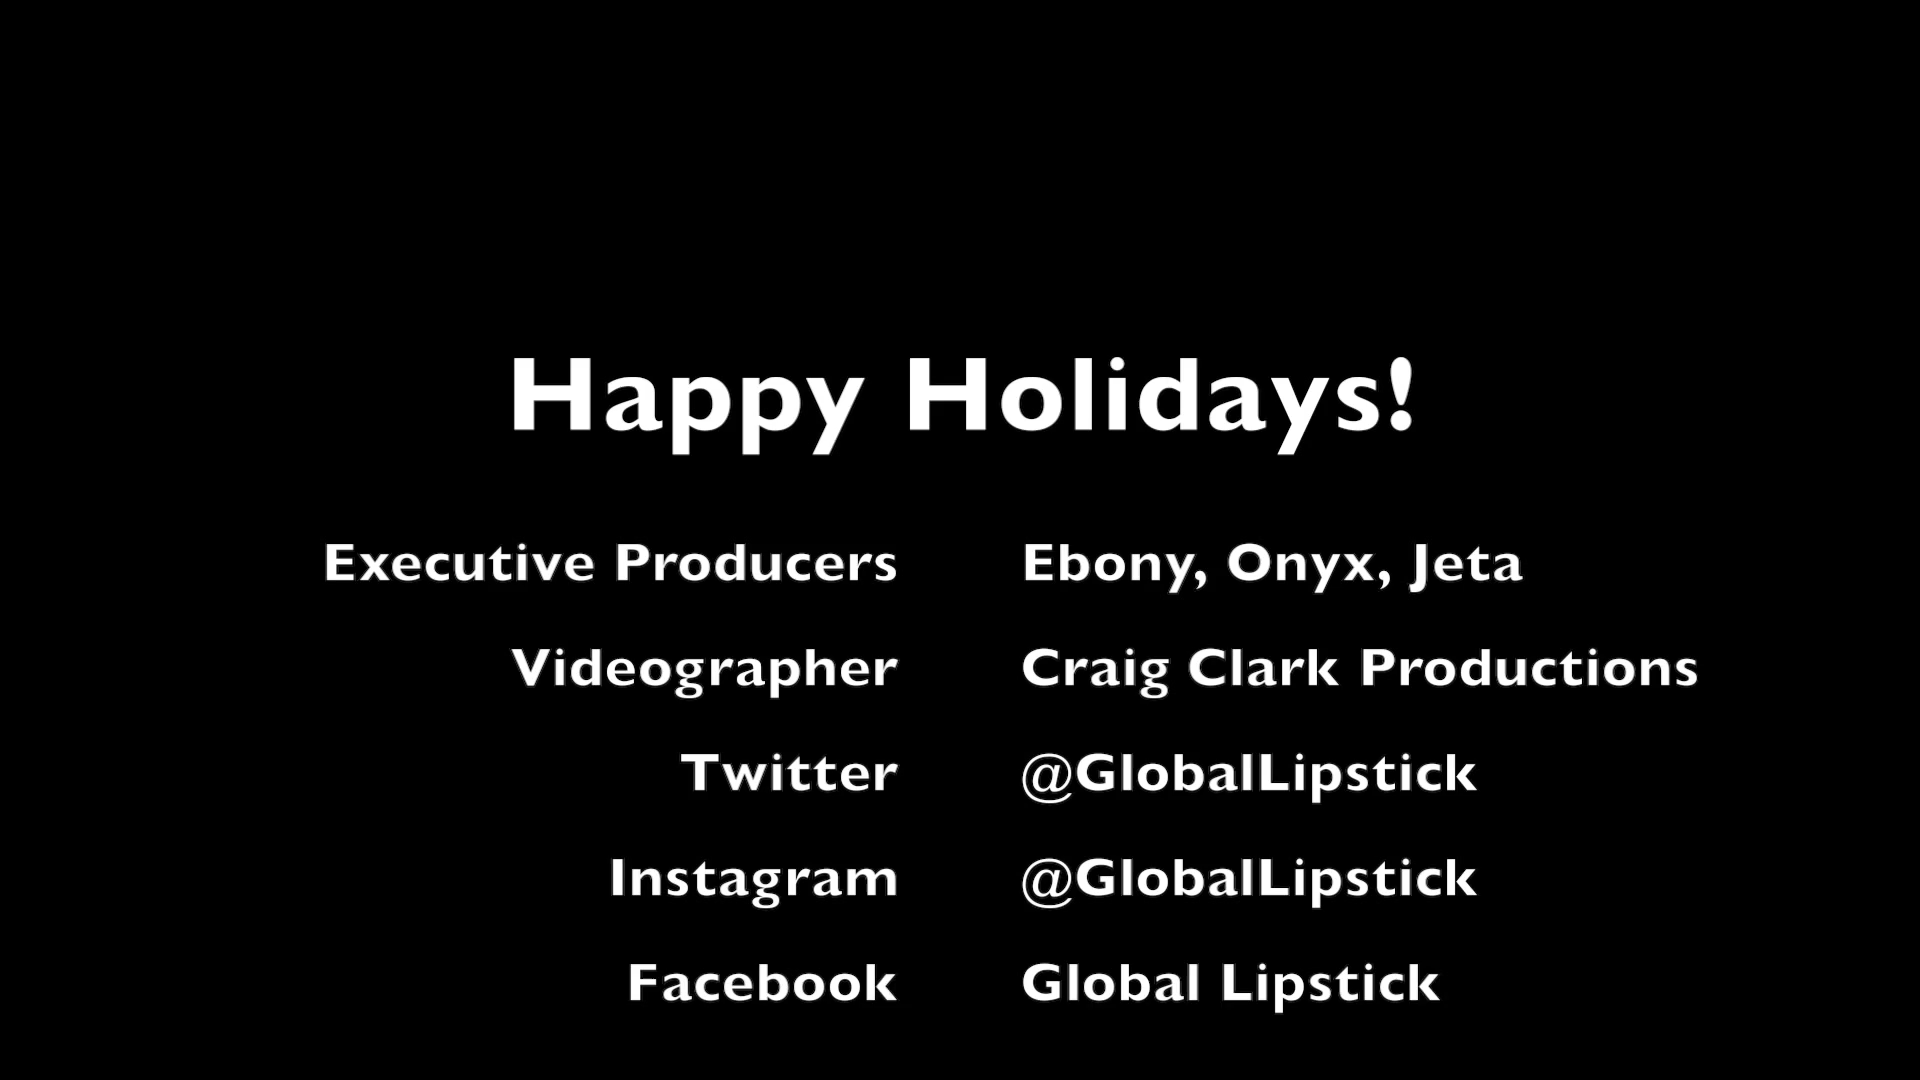 Happy Holidays!
Executive Producers Ebony, Onyx, Jeta
Videographer Craig Clark Productions
Twitter @GlobalLipstick
Instagram @GlobalLipstick
Facebook Global Lipstick